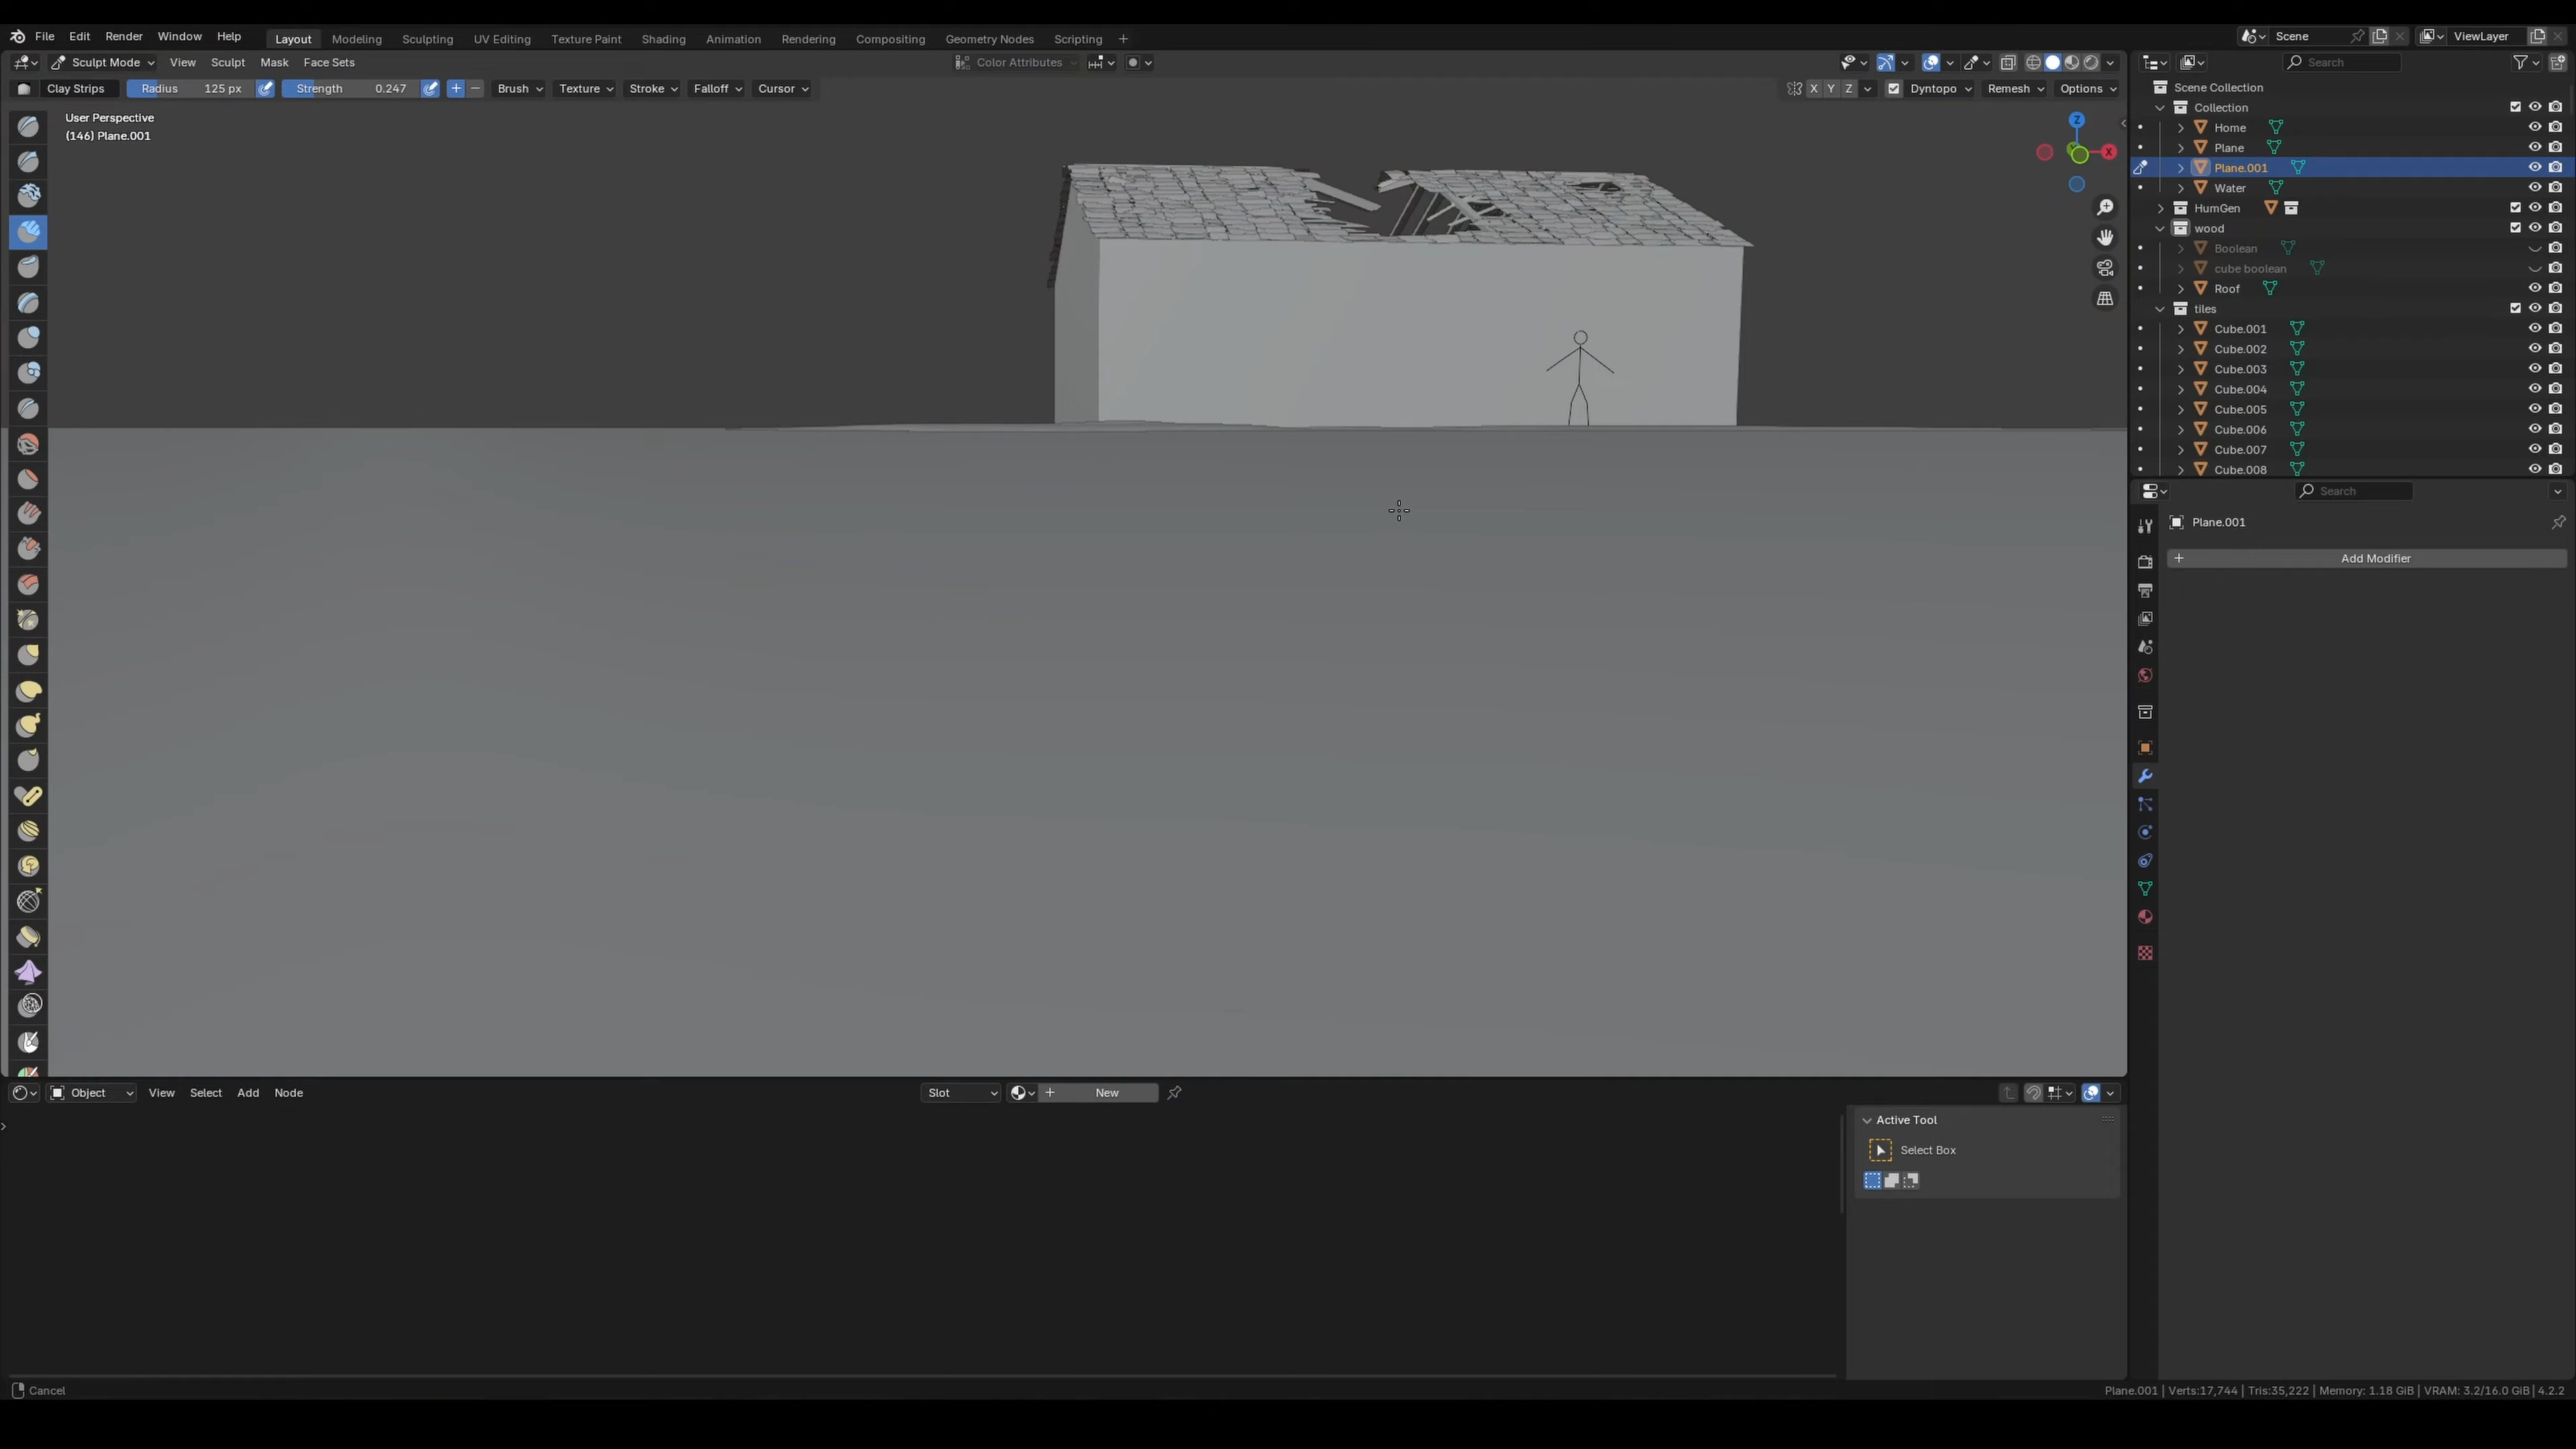 File Edit Render Window Help Layout Modeling Sculpting UV Editing Texture Paint Shading Animation Rendering Compositing Geometry Nodes Scripting + Scene ViewLayer
Sculpt Mode View Sculpt Mask Face Sets Color Attributes Search
Clay Strips Radius 125 px Strength 0.247 Brush Texture Stroke Falloff Cursor X Y Z Dyntopo Remesh Options
User Perspective
(146) Plane.001
Z
X
Scene Collection
Collection
Home
Plane
Plane.001
Water
HumGen
wood
Boolean
cube boolean
Roof
tiles
Cube.001
Cube.002
Cube.003
Cube.004
Cube.005
Cube.006
Cube.007
Cube.008
Search
Plane.001
+ Add Modifier
Object View Select Add Node Slot + New
Active Tool
Select Box
Cancel
Plane.001 | Verts:17,744 | Tris:35,222 | Memory: 1.18 GiB | VRAM: 3.2/16.0 GiB | 4.2.2